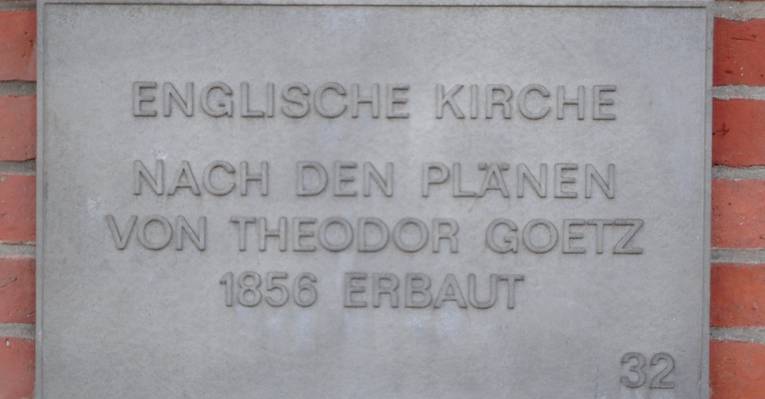 ENGLISCHE KIRCHE
NACH DEN PLÄNEN
VON THEODOR GOETZ
1856 ERBAUT
32